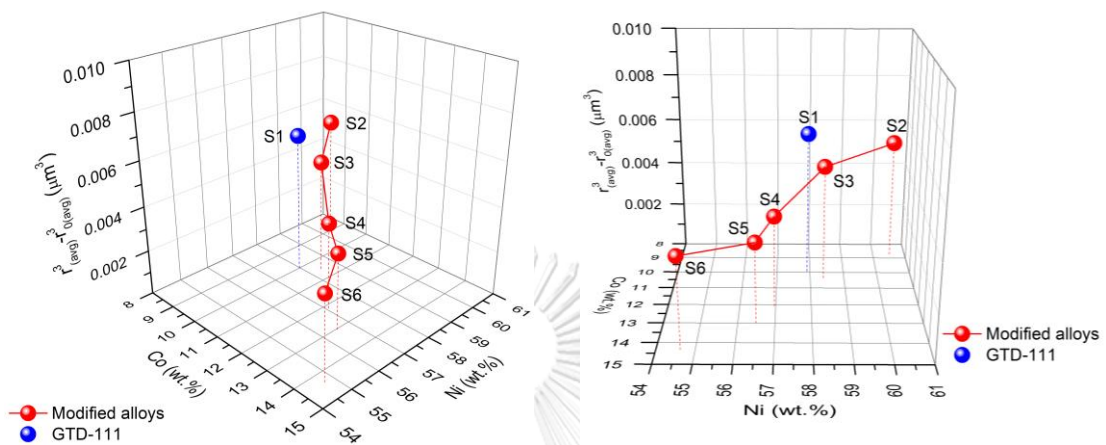 0.010
0.008
0.006
0.004
0.002
r³(avg)-r³0(avg) (μm³)
S1
S2
S3
S4
S5
S6
8
9
10
11
12
13
14
15
Co (wt.%)
54
55
56
57
58
59
60
61
Ni (wt.%)
Modified alloys
GTD-111
0.010
0.008
0.006
0.004
0.002
r³(avg)-r³0(avg) (μm³)
S1
S2
S3
S4
S5
S6
8
9
10
11
12
13
14
15
Co (wt.%)
54
55
56
57
58
59
60
61
Ni (wt.%)
Modified alloys
GTD-111